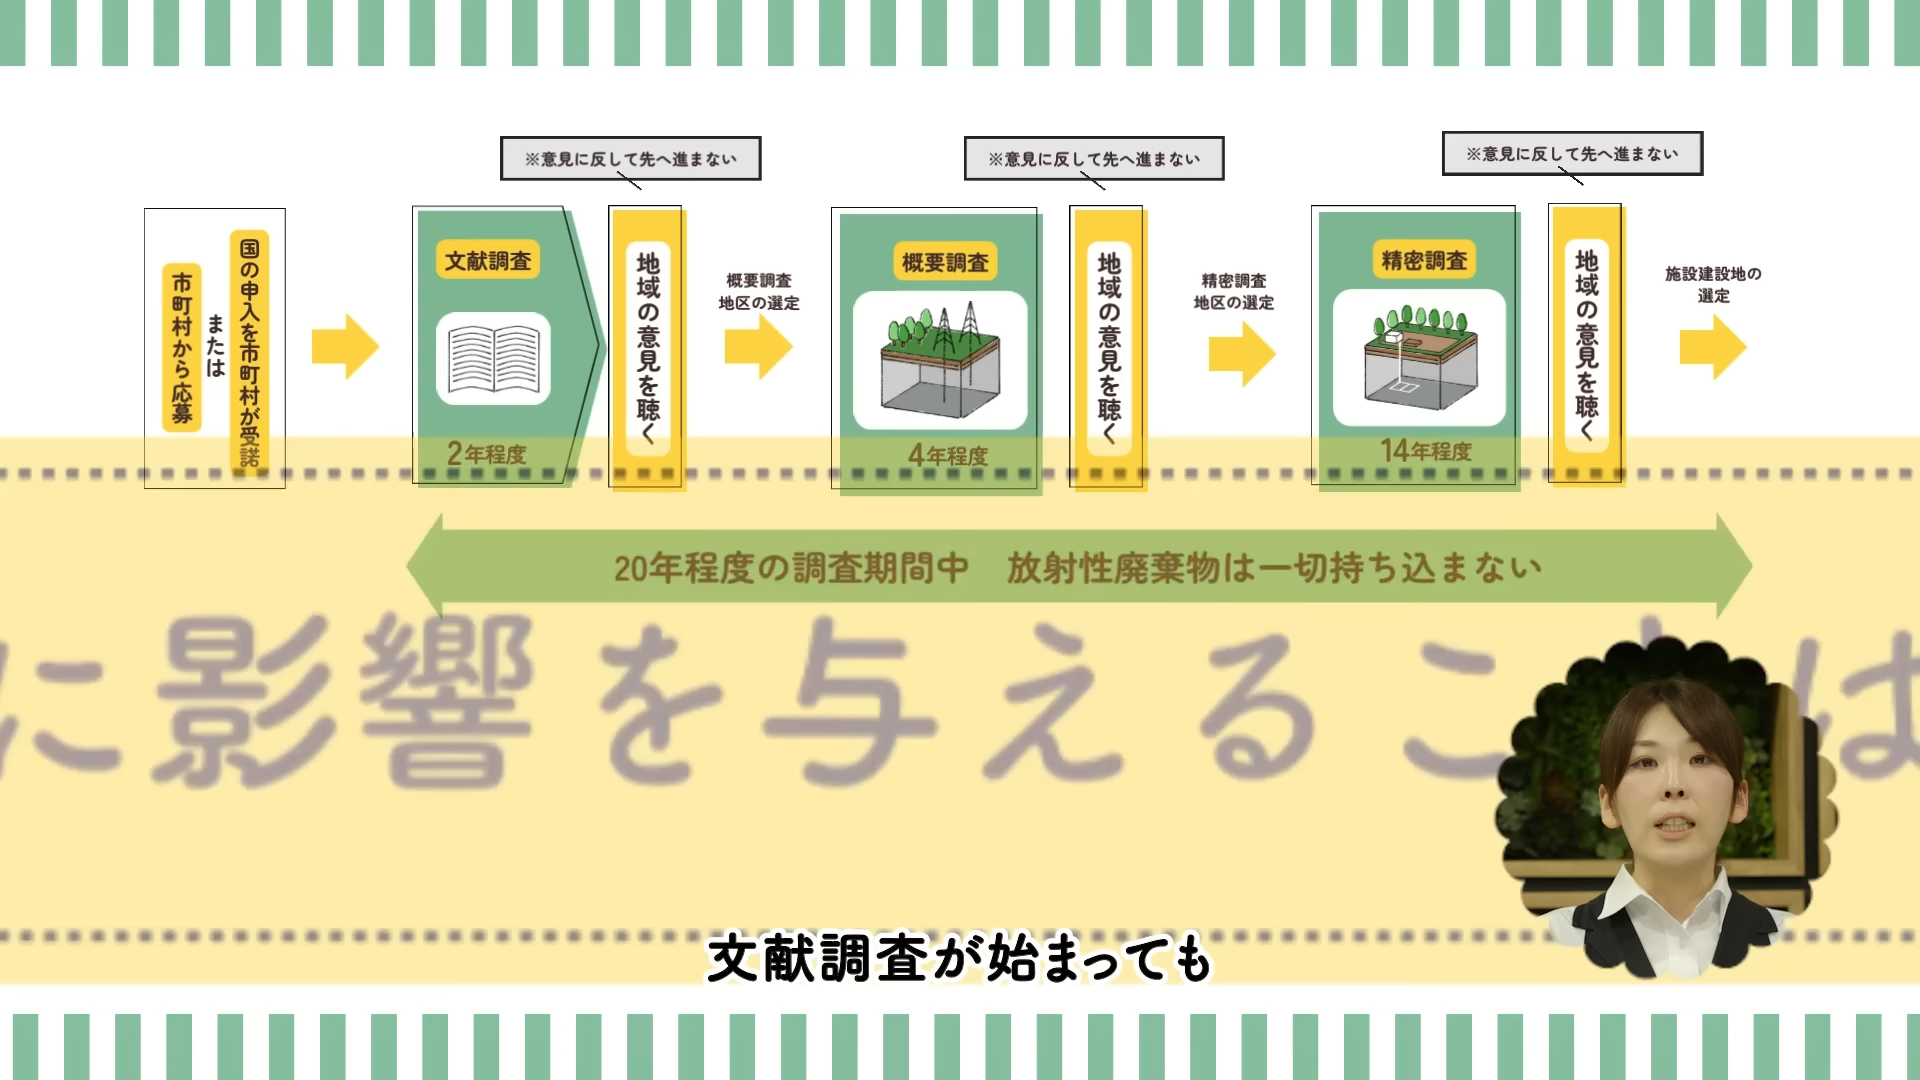 ※意見に反して先へ進まない
※意見に反して先へ進まない
※意見に反して先へ進まない
国の申入を市町村が受諾
または
市町村から応募
文献調査
2年程度
地域の意見を聴く
概要調査
地区の選定
概要調査
4年程度
地域の意見を聴く
精密調査
地区の選定
精密調査
14年程度
地域の意見を聴く
施設建設地の
選定
20年程度の調査期間中　放射性廃棄物は一切持ち込まない
に影響を与えるこ は
文献調査が始まっても